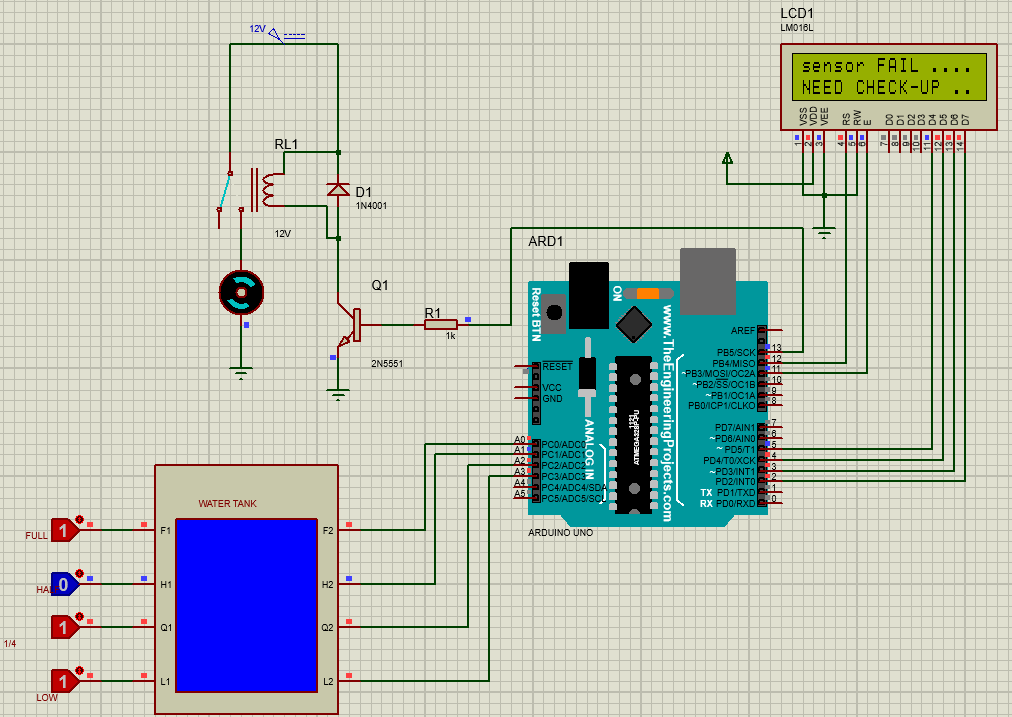 LCD1
LM016L
sensor FAIL ....
NEED CHECK-UP ..
VSS VDD VEE RS RW E D0 D1 D2 D3 D4 D5 D6 D7
1 2 3 4 5 6 7 8 9 10 11 12 13 14
12V
RL1
12V
D1
1N4001
Q1
2N5551
R1
1k
ARD1
ON
Reset BTN
www.TheEngineeringProjects.com
ANALOG IN
ATMEGA328P-PU
1121
RESET
VCC
GND
AREF
PB5/SCK 13
PB4/MISO 12
~PB3/MOSI/OC2A 11
~PB2/SS/OC1B 10
~PB1/OC1A 9
PB0/ICP1/CLKO 8
PD7/AIN1 7
~PD6/AIN0 6
~PD5/T1 5
PD4/T0/XCK 4
~PD3/INT1 3
PD2/INT0 2
TX PD1/TXD 1
RX PD0/RXD 0
A0 PC0/ADC0
A1 PC1/ADC1
A2 PC2/ADC2
A3 PC3/ADC3
A4 PC4/ADC4/SDA
A5 PC5/ADC5/SCL
ARDUINO UNO
WATER TANK
FULL 1 F1 F2
HA 0 H1 H2
1/4 1 Q1 Q2
LOW 1 L1 L2